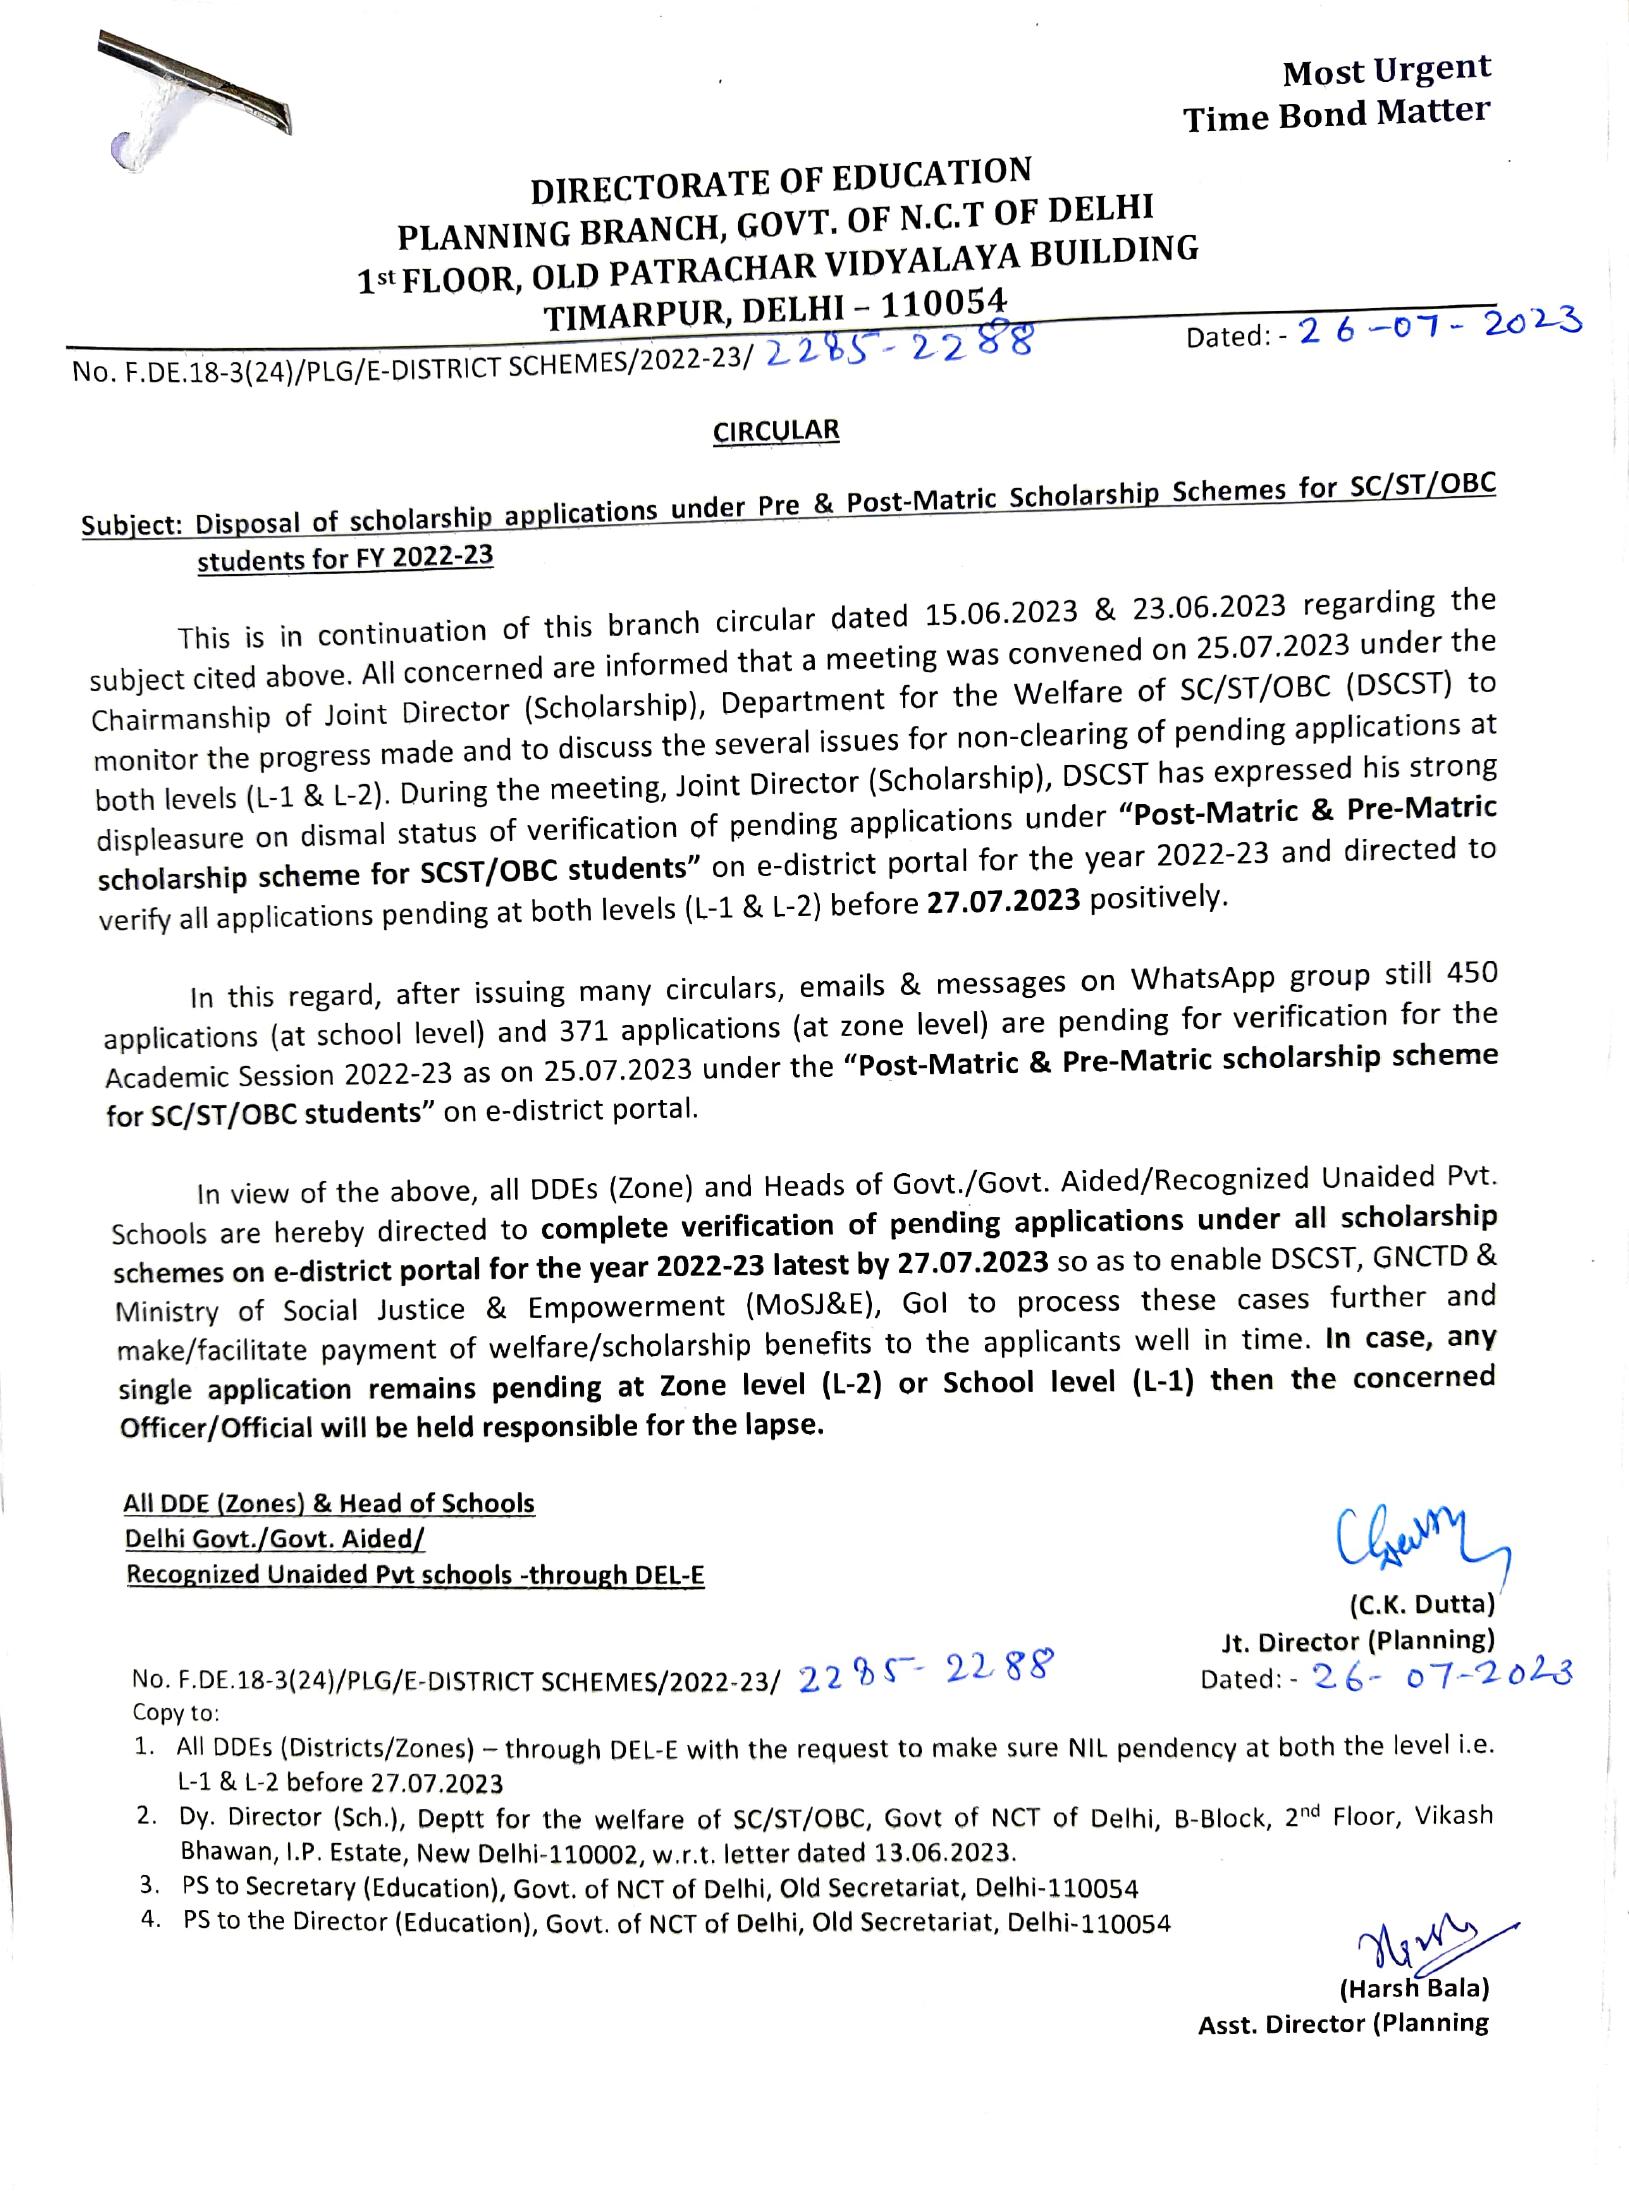 Most Urgent
Time Bond Matter
DIRECTORATE OF EDUCATION
PLANNING BRANCH, GOVT. OF N.C.T OF DELHI
1st FLOOR, OLD PATRACHAR VIDYALAYA BUILDING
TIMARPUR, DELHI – 110054
No. F.DE.18-3(24)/PLG/E-DISTRICT SCHEMES/2022-23/ 2285-2288 Dated: - 26-07-2023
CIRCULAR
Subject: Disposal of scholarship applications under Pre & Post-Matric Scholarship Schemes for SC/ST/OBC
students for FY 2022-23
This is in continuation of this branch circular dated 15.06.2023 & 23.06.2023 regarding the
subject cited above. All concerned are informed that a meeting was convened on 25.07.2023 under the
Chairmanship of Joint Director (Scholarship), Department for the Welfare of SC/ST/OBC (DSCST) to
monitor the progress made and to discuss the several issues for non-clearing of pending applications at
both levels (L-1 & L-2). During the meeting, Joint Director (Scholarship), DSCST has expressed his strong
displeasure on dismal status of verification of pending applications under “Post-Matric & Pre-Matric
scholarship scheme for SCST/OBC students” on e-district portal for the year 2022-23 and directed to
verify all applications pending at both levels (L-1 & L-2) before 27.07.2023 positively.
In this regard, after issuing many circulars, emails & messages on WhatsApp group still 450
applications (at school level) and 371 applications (at zone level) are pending for verification for the
Academic Session 2022-23 as on 25.07.2023 under the “Post-Matric & Pre-Matric scholarship scheme
for SC/ST/OBC students” on e-district portal.
In view of the above, all DDEs (Zone) and Heads of Govt./Govt. Aided/Recognized Unaided Pvt.
Schools are hereby directed to complete verification of pending applications under all scholarship
schemes on e-district portal for the year 2022-23 latest by 27.07.2023 so as to enable DSCST, GNCTD &
Ministry of Social Justice & Empowerment (MoSJ&E), GoI to process these cases further and
make/facilitate payment of welfare/scholarship benefits to the applicants well in time. In case, any
single application remains pending at Zone level (L-2) or School level (L-1) then the concerned
Officer/Official will be held responsible for the lapse.
All DDE (Zones) & Head of Schools
Delhi Govt./Govt. Aided/
Recognized Unaided Pvt schools -through DEL-E
(C.K. Dutta)
Jt. Director (Planning)
No. F.DE.18-3(24)/PLG/E-DISTRICT SCHEMES/2022-23/ 2285-2288 Dated: - 26-07-2023
Copy to:
1. All DDEs (Districts/Zones) – through DEL-E with the request to make sure NIL pendency at both the level i.e.
L-1 & L-2 before 27.07.2023
2. Dy. Director (Sch.), Deptt for the welfare of SC/ST/OBC, Govt of NCT of Delhi, B-Block, 2nd Floor, Vikash
Bhawan, I.P. Estate, New Delhi-110002, w.r.t. letter dated 13.06.2023.
3. PS to Secretary (Education), Govt. of NCT of Delhi, Old Secretariat, Delhi-110054
4. PS to the Director (Education), Govt. of NCT of Delhi, Old Secretariat, Delhi-110054
(Harsh Bala)
Asst. Director (Planning